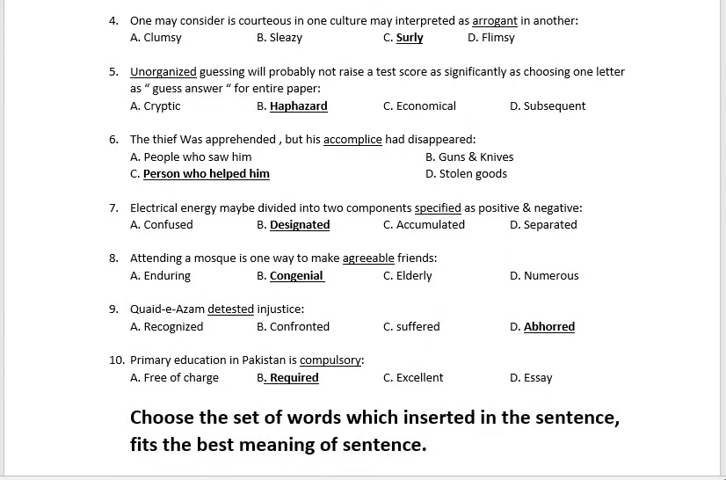 4. One may consider is courteous in one culture may interpreted as arrogant in another:
A. Clumsy B. Sleazy C. Surly D. Flimsy
5. Unorganized guessing will probably not raise a test score as significantly as choosing one letter
as “ guess answer “ for entire paper:
A. Cryptic B. Haphazard C. Economical D. Subsequent
6. The thief Was apprehended , but his accomplice had disappeared:
A. People who saw him B. Guns & Knives
C. Person who helped him D. Stolen goods
7. Electrical energy maybe divided into two components specified as positive & negative:
A. Confused B. Designated C. Accumulated D. Separated
8. Attending a mosque is one way to make agreeable friends:
A. Enduring B. Congenial C. Elderly D. Numerous
9. Quaid-e-Azam detested injustice:
A. Recognized B. Confronted C. suffered D. Abhorred
10. Primary education in Pakistan is compulsory:
A. Free of charge B. Required C. Excellent D. Essay
Choose the set of words which inserted in the sentence,
fits the best meaning of sentence.